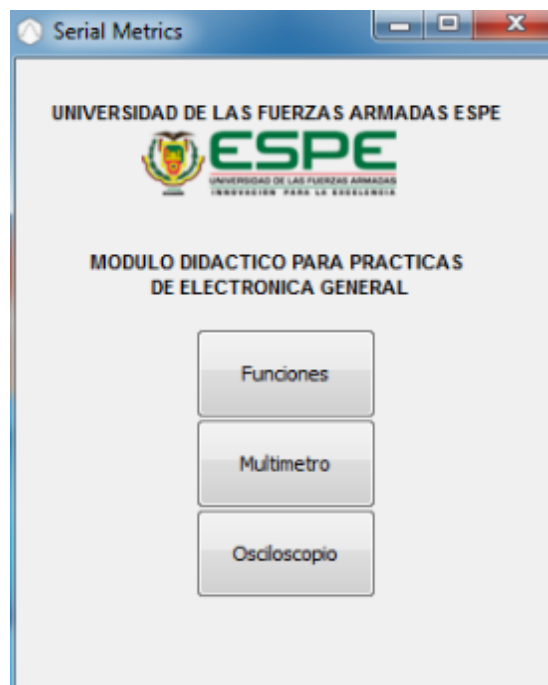 Serial Metrics
UNIVERSIDAD DE LAS FUERZAS ARMADAS ESPE
ESPE
UNIVERSIDAD DE LAS FUERZAS ARMADAS
INNOVACIÓN PARA LA EXCELENCIA
MODULO DIDACTICO PARA PRACTICAS
DE ELECTRONICA GENERAL
Funciones
Multimetro
Osciloscopio